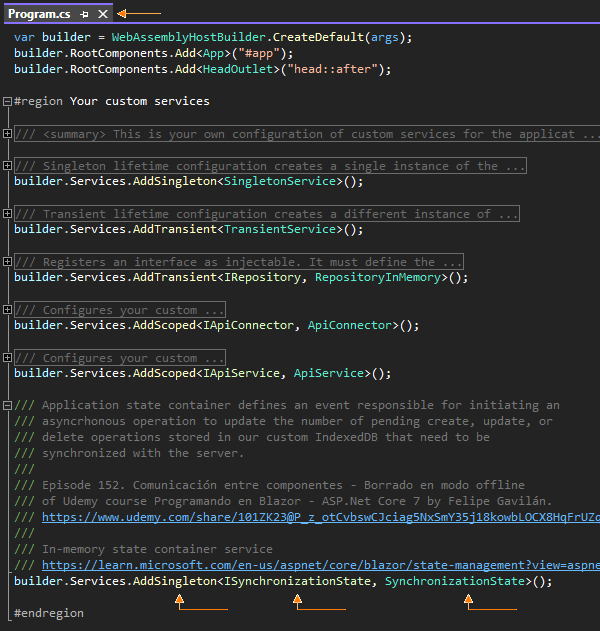 Program.cs
var builder = WebAssemblyHostBuilder.CreateDefault(args);
builder.RootComponents.Add<App>("#app");
builder.RootComponents.Add<HeadOutlet>("head::after");
#region Your custom services
/// <summary> This is your own configuration of custom services for the applicat ...
/// Singleton lifetime configuration creates a single instance of the ...
builder.Services.AddSingleton<SingletonService>();
/// Transient lifetime configuration creates a different instance of ...
builder.Services.AddTransient<TransientService>();
/// Registers an interface as injectable. It must define the ...
builder.Services.AddTransient<IRepository, RepositoryInMemory>();
/// Configures your custom ...
builder.Services.AddScoped<IApiConnector, ApiConnector>();
/// Configures your custom ...
builder.Services.AddScoped<IApiService, ApiService>();
/// Application state container defines an event responsible for initiating an
/// asyncrhonous operation to update the number of pending create, update, or
/// delete operations stored in our custom IndexedDB that need to be
/// synchronized with the server.
///
/// Episode 152. Comunicación entre componentes - Borrado en modo offline
/// of Udemy course Programando en Blazor - ASP.Net Core 7 by Felipe Gavilán.
/// https://www.udemy.com/share/101ZK23@P_z_otCvbswCJciag5NxSmY35j18kowbLOCX8HqFrUZo
///
/// In-memory state container service
/// https://learn.microsoft.com/en-us/aspnet/core/blazor/state-management?view=aspne
builder.Services.AddSingleton<ISynchronizationState, SynchronizationState>();
#endregion